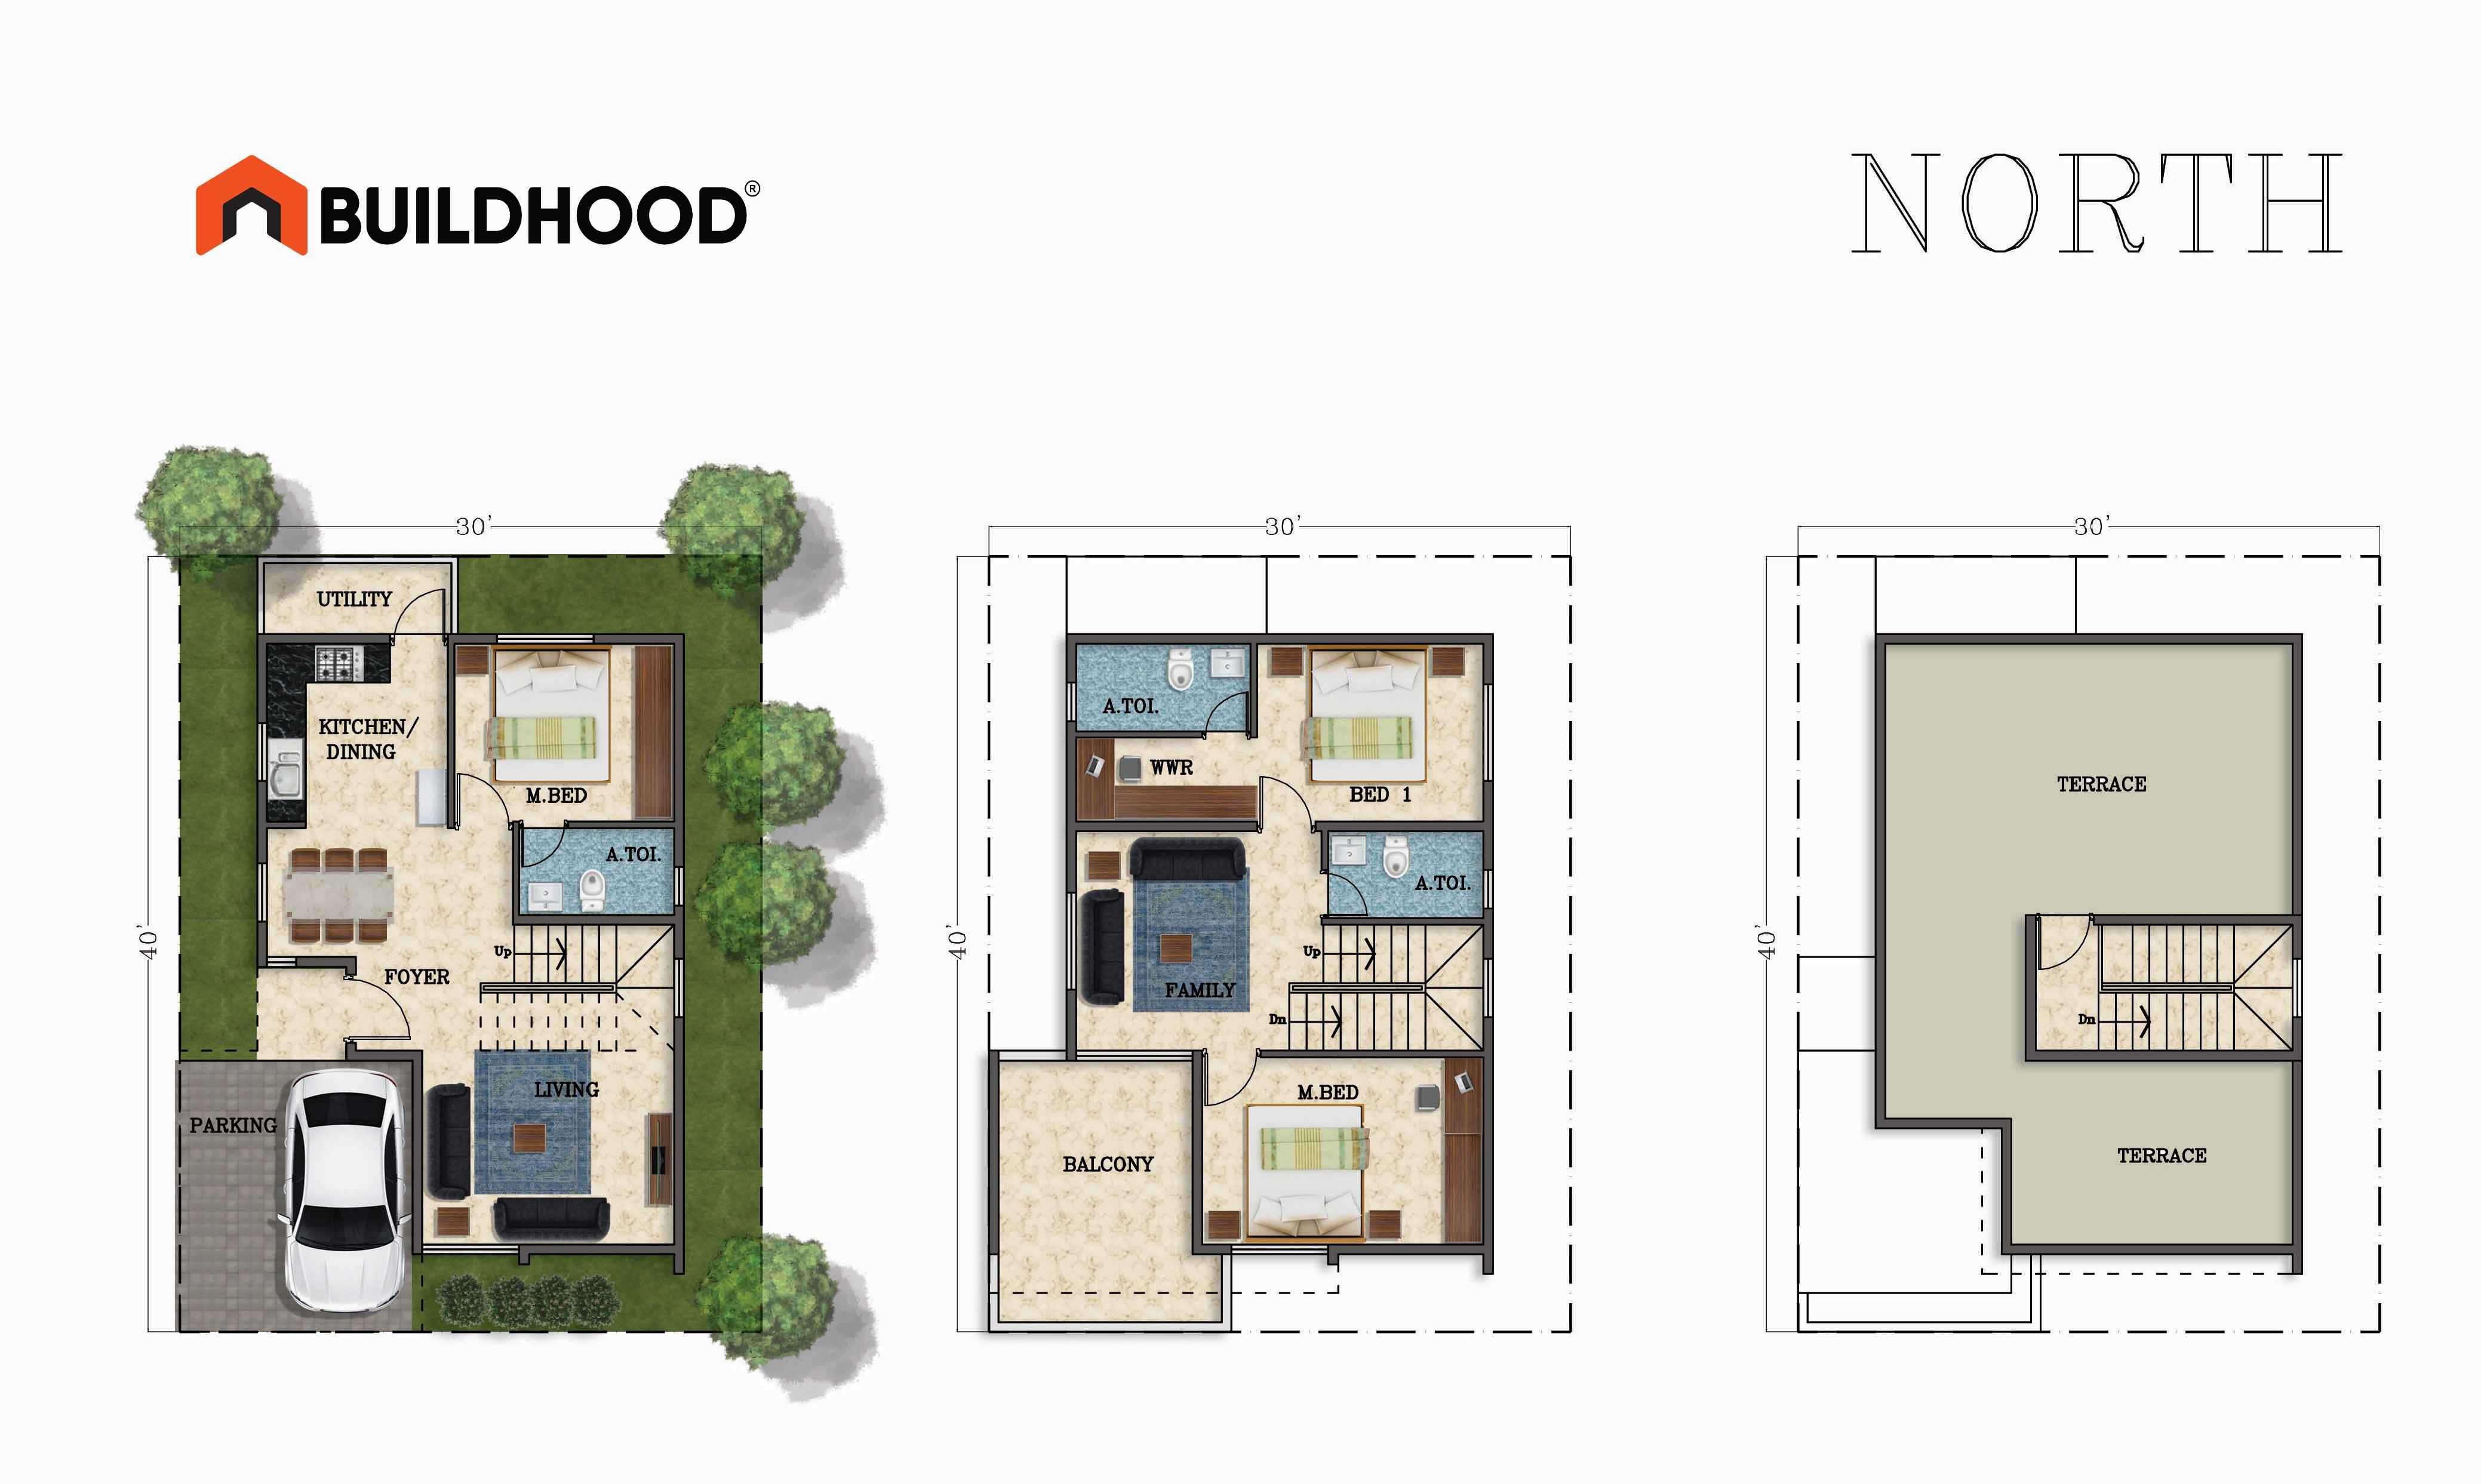 BUILDHOOD®
NORTH
30'
40'
UTILITY
KITCHEN/
DINING
M.BED
A.TOI.
Up
FOYER
LIVING
PARKING
30'
40'
A.TOI.
WWR
BED 1
A.TOI.
Up
FAMILY
Dn
M.BED
BALCONY
30'
40'
TERRACE
Dn
TERRACE